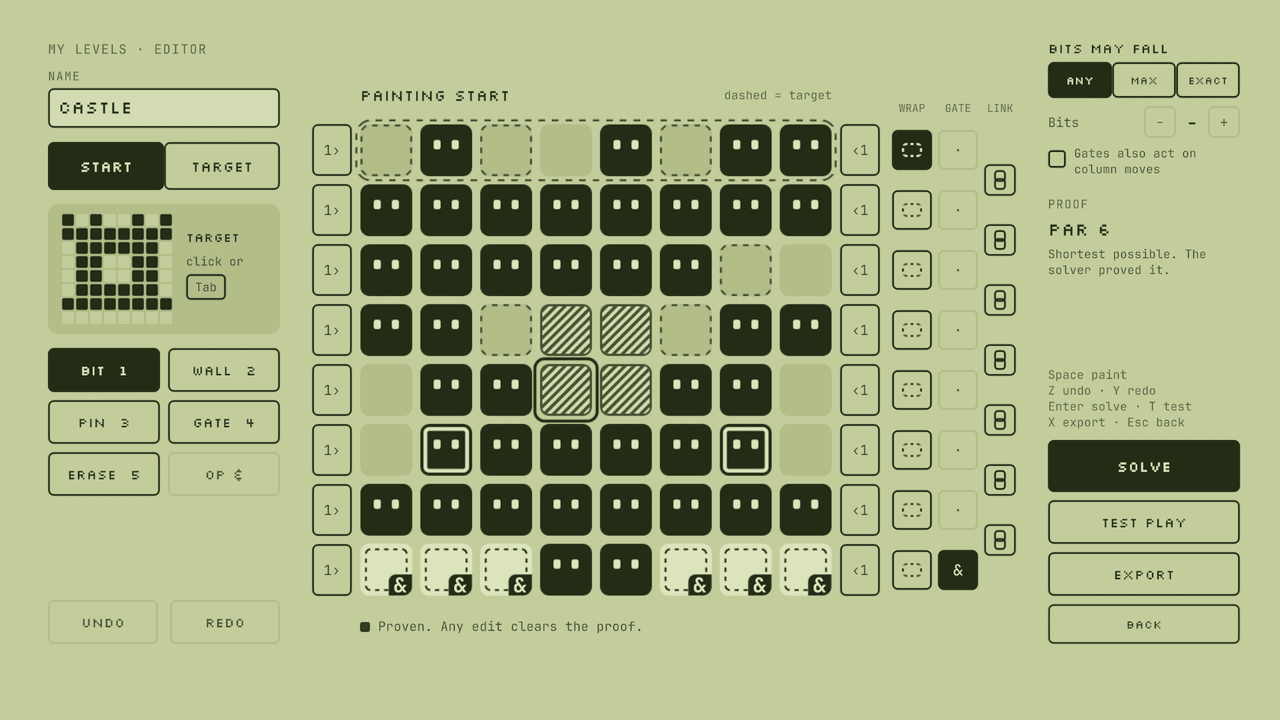 MY LEVELS · EDITOR
NAME
CASTLE
START TARGET
TARGET
click or
Tab
BIT 1 WALL 2
PIN 3 GATE 4
ERASE 5 OP &
UNDO REDO
PAINTING START dashed = target
WRAP GATE LINK
1› ‹1 ·
1› ‹1 ·
1› ‹1 ·
1› ‹1 ·
1› ‹1 ·
1› ‹1 ·
1› ‹1 ·
1› & & & & & & ‹1 &
Proven. Any edit clears the proof.
BITS MAY FALL
ANY MAX EXACT
Bits - - +
Gates also act on
column moves
PROOF
PAR 6
Shortest possible. The
solver proved it.
Space paint
Z undo · Y redo
Enter solve · T test
X export · Esc back
SOLVE
TEST PLAY
EXPORT
BACK